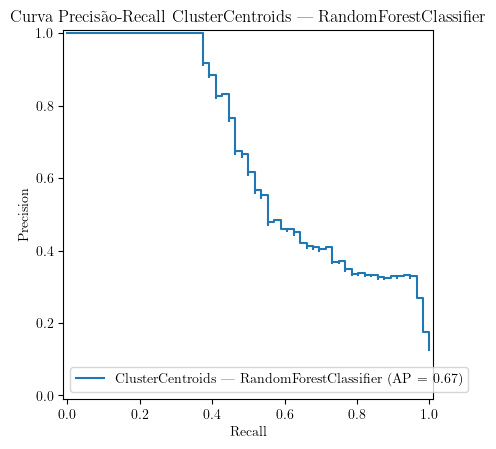 Curva Precisão-Recall ClusterCentroids — RandomForestClassifier
1.0
0.8
0.6
0.4
0.2
0.0
Precision
ClusterCentroids — RandomForestClassifier (AP = 0.67)
0.0 0.2 0.4 0.6 0.8 1.0
Recall